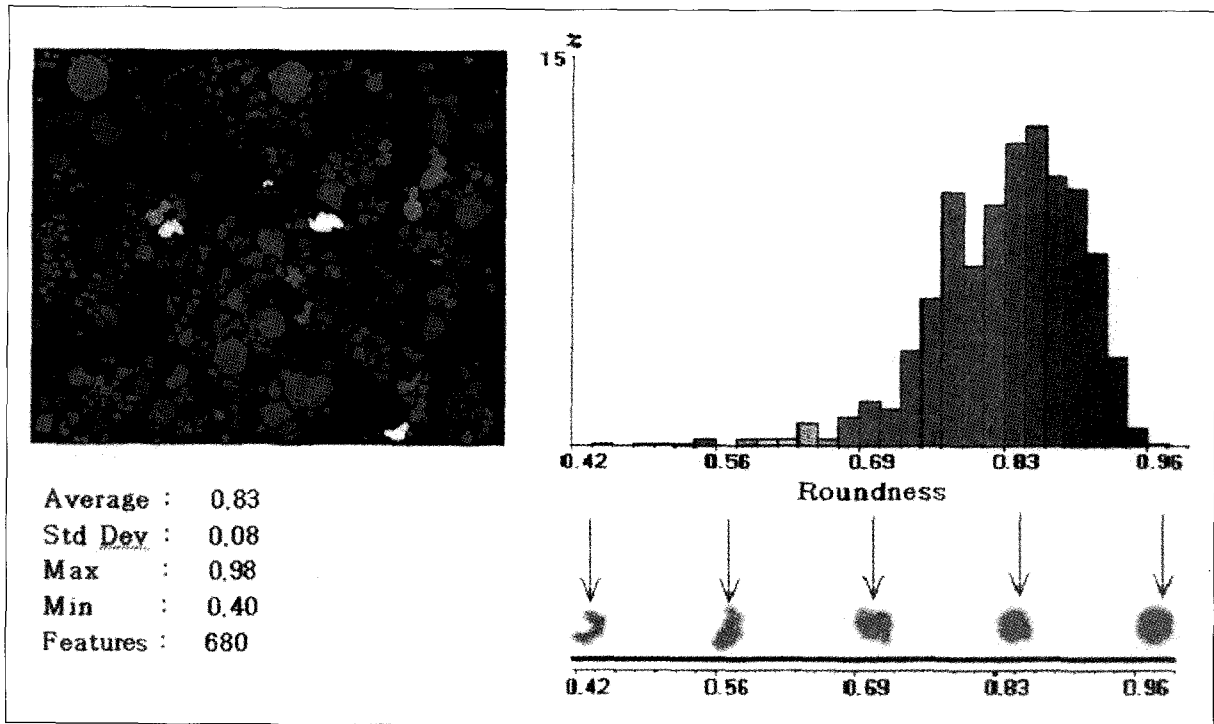 %
15
0.42 0.56 0.69 0.83 0.96
Roundness
Average : 0.83
Std Dev : 0.08
Max : 0.98
Min : 0.40
Features : 680
0.42 0.56 0.69 0.83 0.96